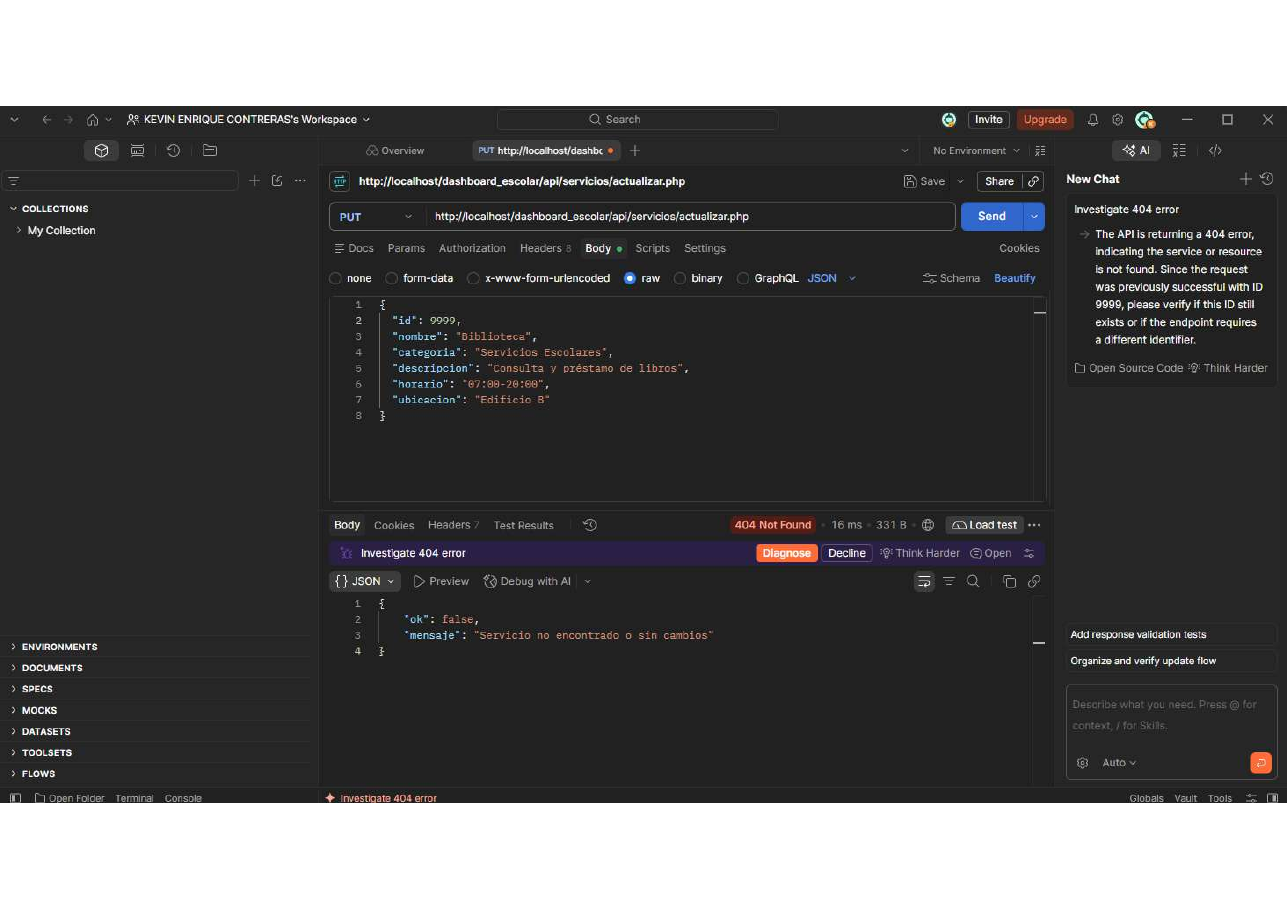 KEVIN ENRIQUE CONTRERAS's Workspace
Search
Invite
Upgrade
Overview
PUT http://localhost/dashbc
No Environment
AI
COLLECTIONS
My Collection
ENVIRONMENTS
DOCUMENTS
SPECS
MOCKS
DATASETS
TOOLSETS
FLOWS
HTTP http://localhost/dashboard_escolar/api/servicios/actualizar.php
Save
Share
PUT http://localhost/dashboard_escolar/api/servicios/actualizar.php
Send
Docs Params Authorization Headers 8 Body Scripts Settings
Cookies
none form-data x-www-form-urlencoded raw binary GraphQL JSON
Schema Beautify
1 {
2 "id": 9999,
3 "nombre": "Biblioteca",
4 "categoria": "Servicios Escolares",
5 "descripcion": "Consulta y préstamo de libros",
6 "horario": "07:00-20:00",
7 "ubicacion": "Edificio B"
8 }
Body Cookies Headers 7 Test Results
404 Not Found 16 ms 331 B Load test
Investigate 404 error
Diagnose Decline Think Harder Open
{} JSON Preview Debug with AI
1 {
2 "ok": false,
3 "mensaje": "Servicio no encontrado o sin cambios"
4 }
New Chat
Investigate 404 error
The API is returning a 404 error,
indicating the service or resource
is not found. Since the request
was previously successful with ID
9999, please verify if this ID still
exists or if the endpoint requires
a different identifier.
Open Source Code Think Harder
Add response validation tests
Organize and verify update flow
Describe what you need. Press @ for
context, / for Skills.
Auto
Open Folder Terminal Console
Investigate 404 error
Globals Vault Tools